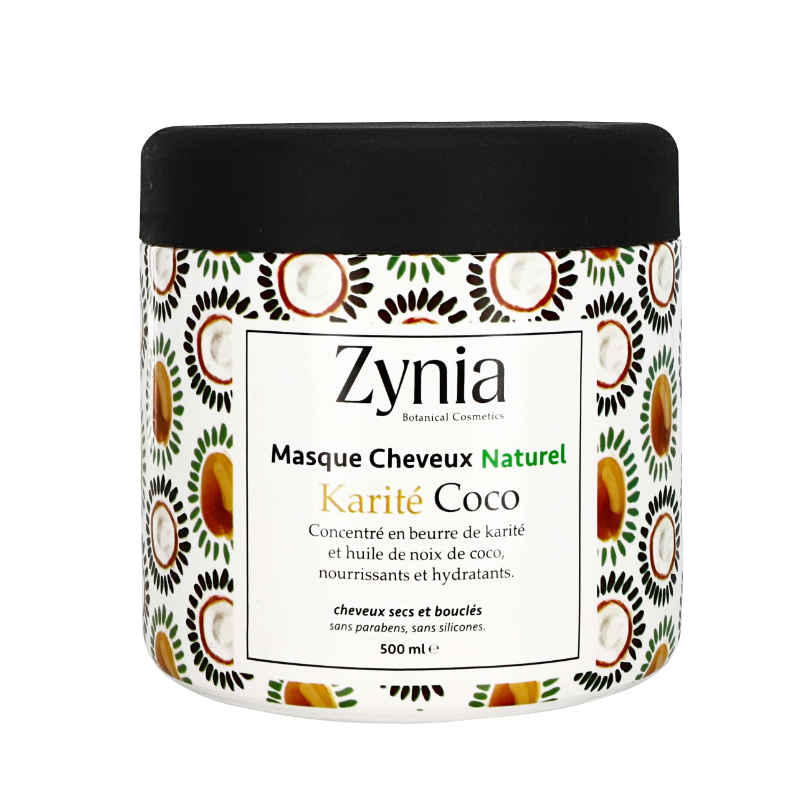 Zynia
Botanical Cosmetics
Masque Cheveux Naturel
Karité Coco
Concentré en beurre de karité
et huile de noix de coco,
nourrissants et hydratants.
cheveux secs et bouclés
sans parabens, sans silicones.
500 ml ℮